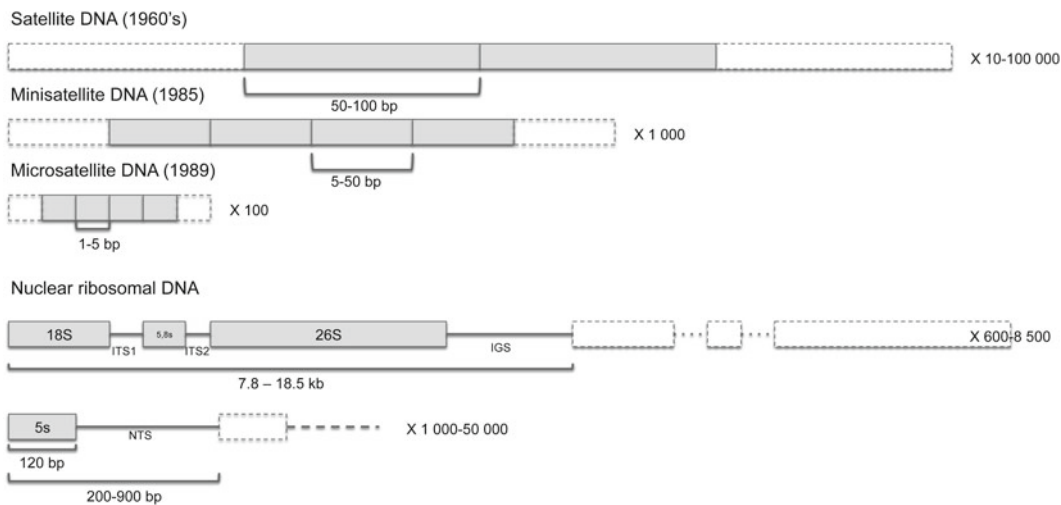 Satellite DNA (1960's)
X 10-100 000
50-100 bp
Minisatellite DNA (1985)
X 1 000
5-50 bp
Microsatellite DNA (1989)
X 100
1-5 bp
Nuclear ribosomal DNA
18S 5,8s 26S
X 600-8 500
ITS1 ITS2 IGS
7.8 – 18.5 kb
5s NTS X 1 000-50 000
120 bp
200-900 bp